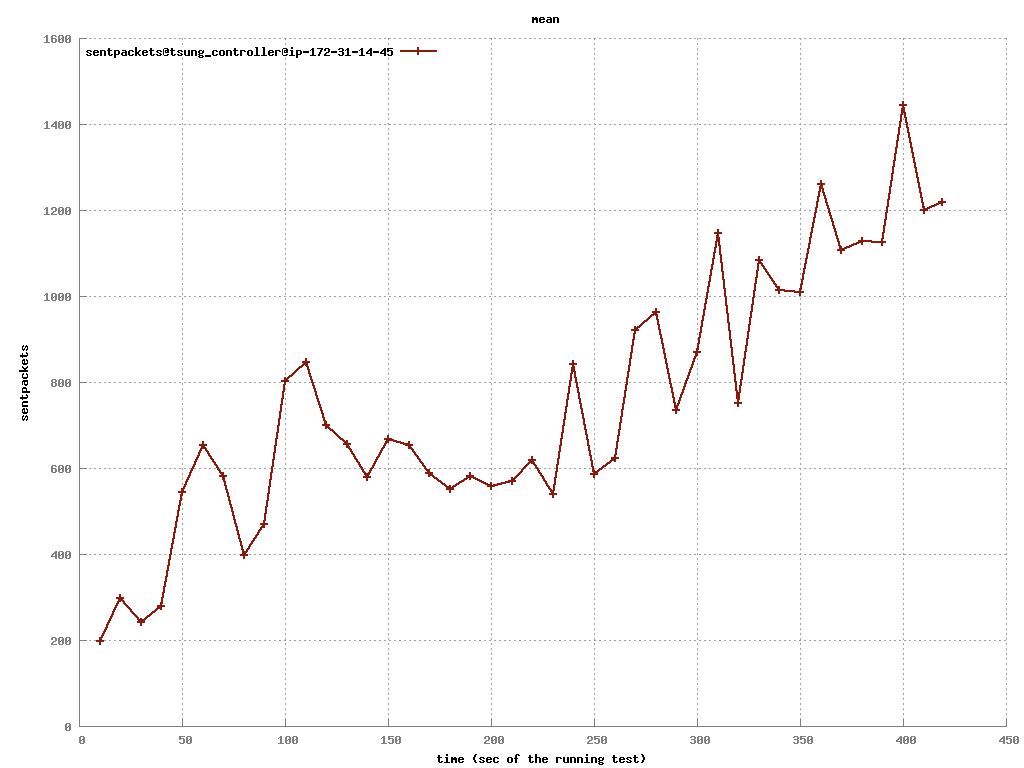 mean
1600
sentpackets@tsung_controller@ip-172-31-14-45
1400
1200
1000
800
600
400
200
0
sentpackets
0 50 100 150 200 250 300 350 400 450
time (sec of the running test)